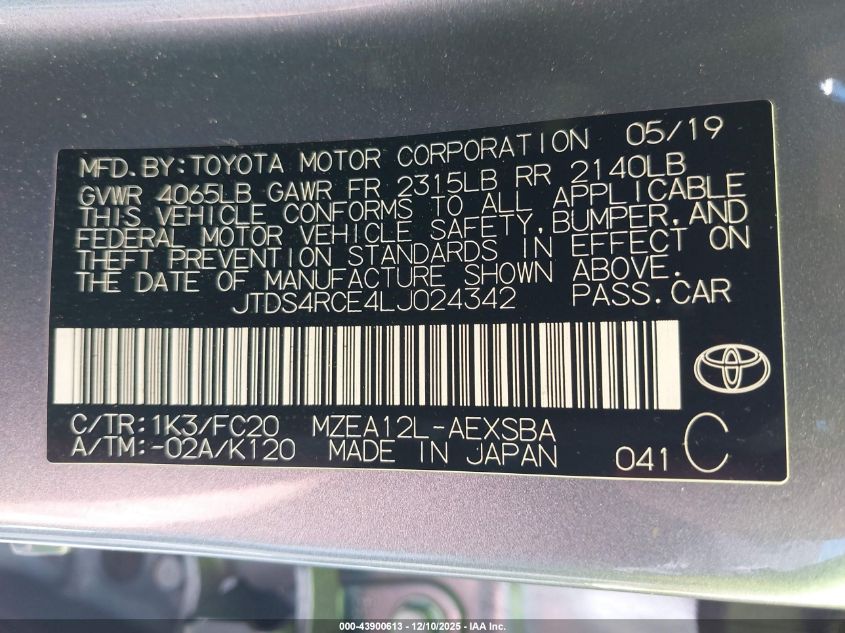 MFD.BY:TOYOTA MOTOR CORPORATION 05/19
GVWR 4065LB GAWR FR 2315LB RR 2140LB
THIS VEHICLE CONFORMS TO ALL APPLICABLE
FEDERAL MOTOR VEHICLE SAFETY,BUMPER,AND
THEFT PREVENTION STANDARDS IN EFFECT ON
THE DATE OF MANUFACTURE SHOWN ABOVE.
JTDS4RCE4LJ024342 PASS.CAR
C/TR:1K3/FC20 MZEA12L-AEXSBA
A/TM:-02A/K120 MADE IN JAPAN 041 C
000-43900613 - 12/10/2025 - IAA Inc.